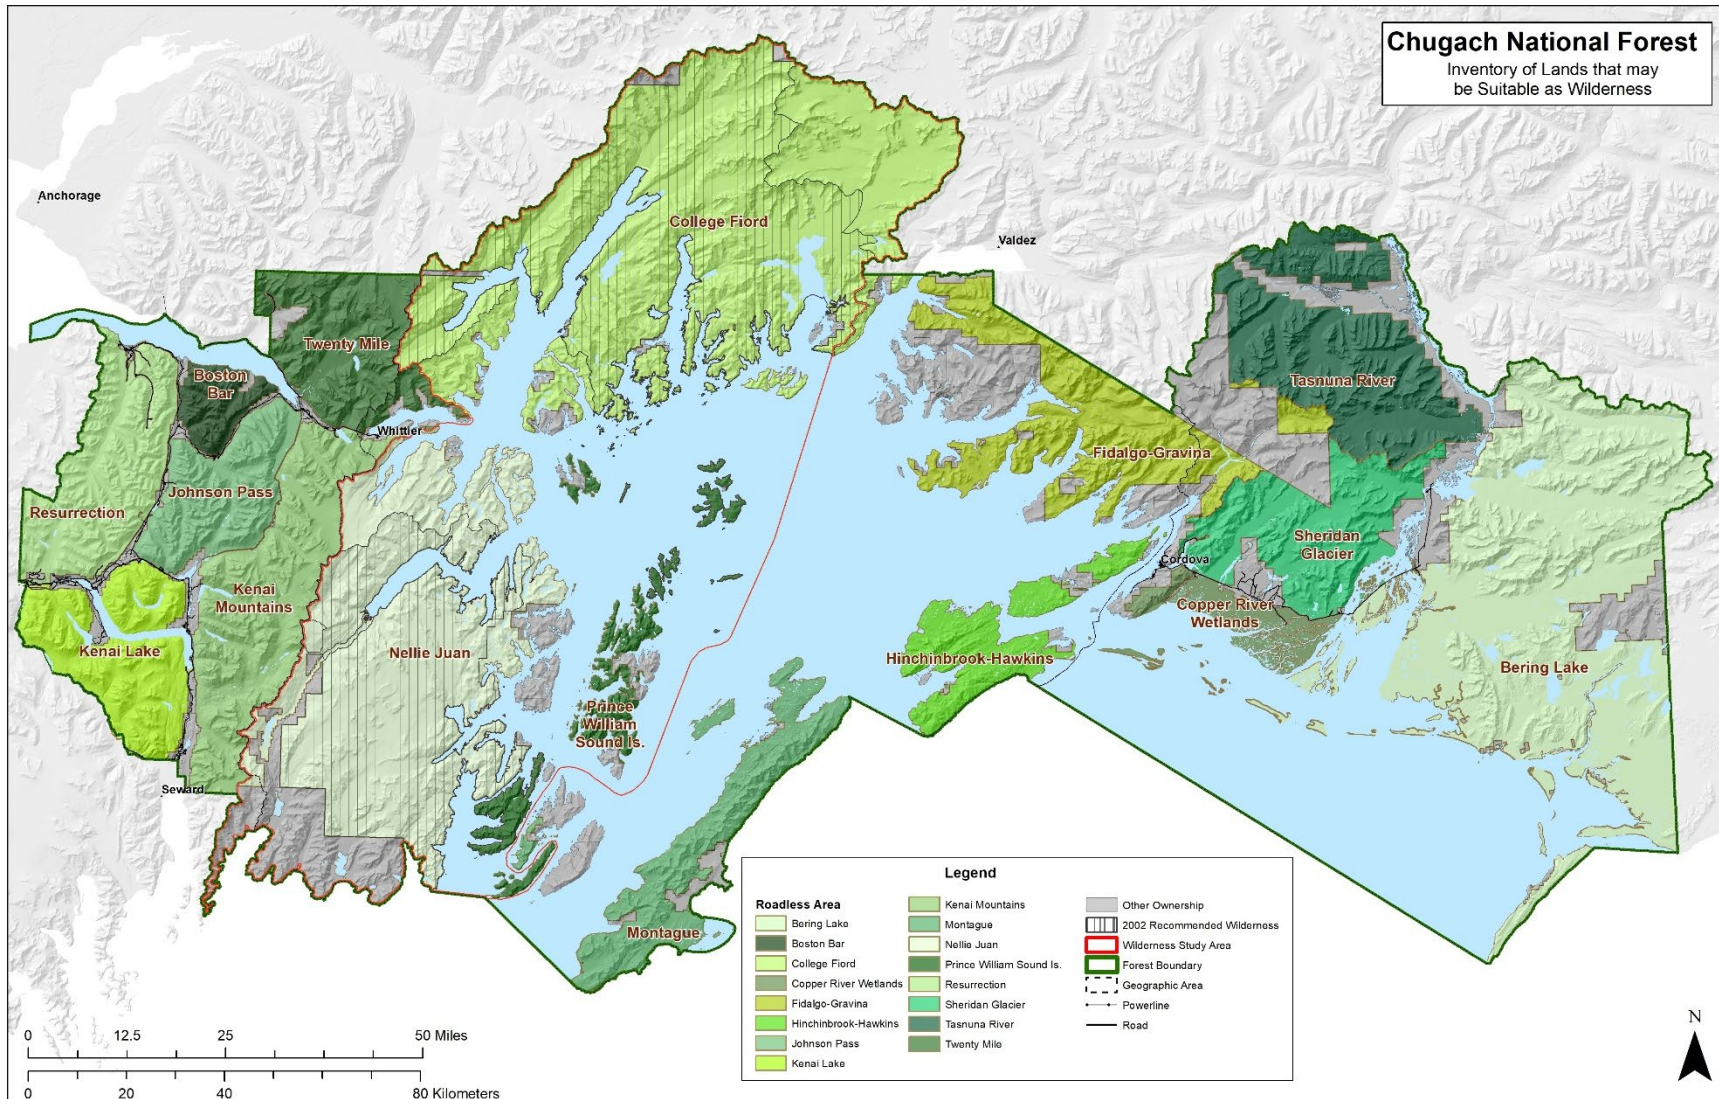 Chugach National Forest
Inventory of Lands that may
be Suitable as Wilderness
Anchorage
College Fiord
Valdez
Twenty Mile
Boston
Bar
Tasnuna River
Whittier
Fidalgo-Gravina
Johnson Pass
Resurrection
Sheridan
Glacier
Cordova
Kenai
Mountains
Copper River
Wetlands
Kenai Lake
Nellie Juan
Hinchinbrook-Hawkins
Bering Lake
Prince
William
Sound Is.
Seward
Montague
Legend
Roadless Area
Bering Lake
Boston Bar
College Fiord
Copper River Wetlands
Fidalgo-Gravina
Hinchinbrook-Hawkins
Johnson Pass
Kenai Lake
Kenai Mountains
Montague
Nellie Juan
Prince William Sound Is.
Resurrection
Sheridan Glacier
Tasnuna River
Twenty Mile
Other Ownership
2002 Recommended Wilderness
Wilderness Study Area
Forest Boundary
Geographic Area
Powerline
Road
0 12.5 25 50 Miles
0 20 40 80 Kilometers
N